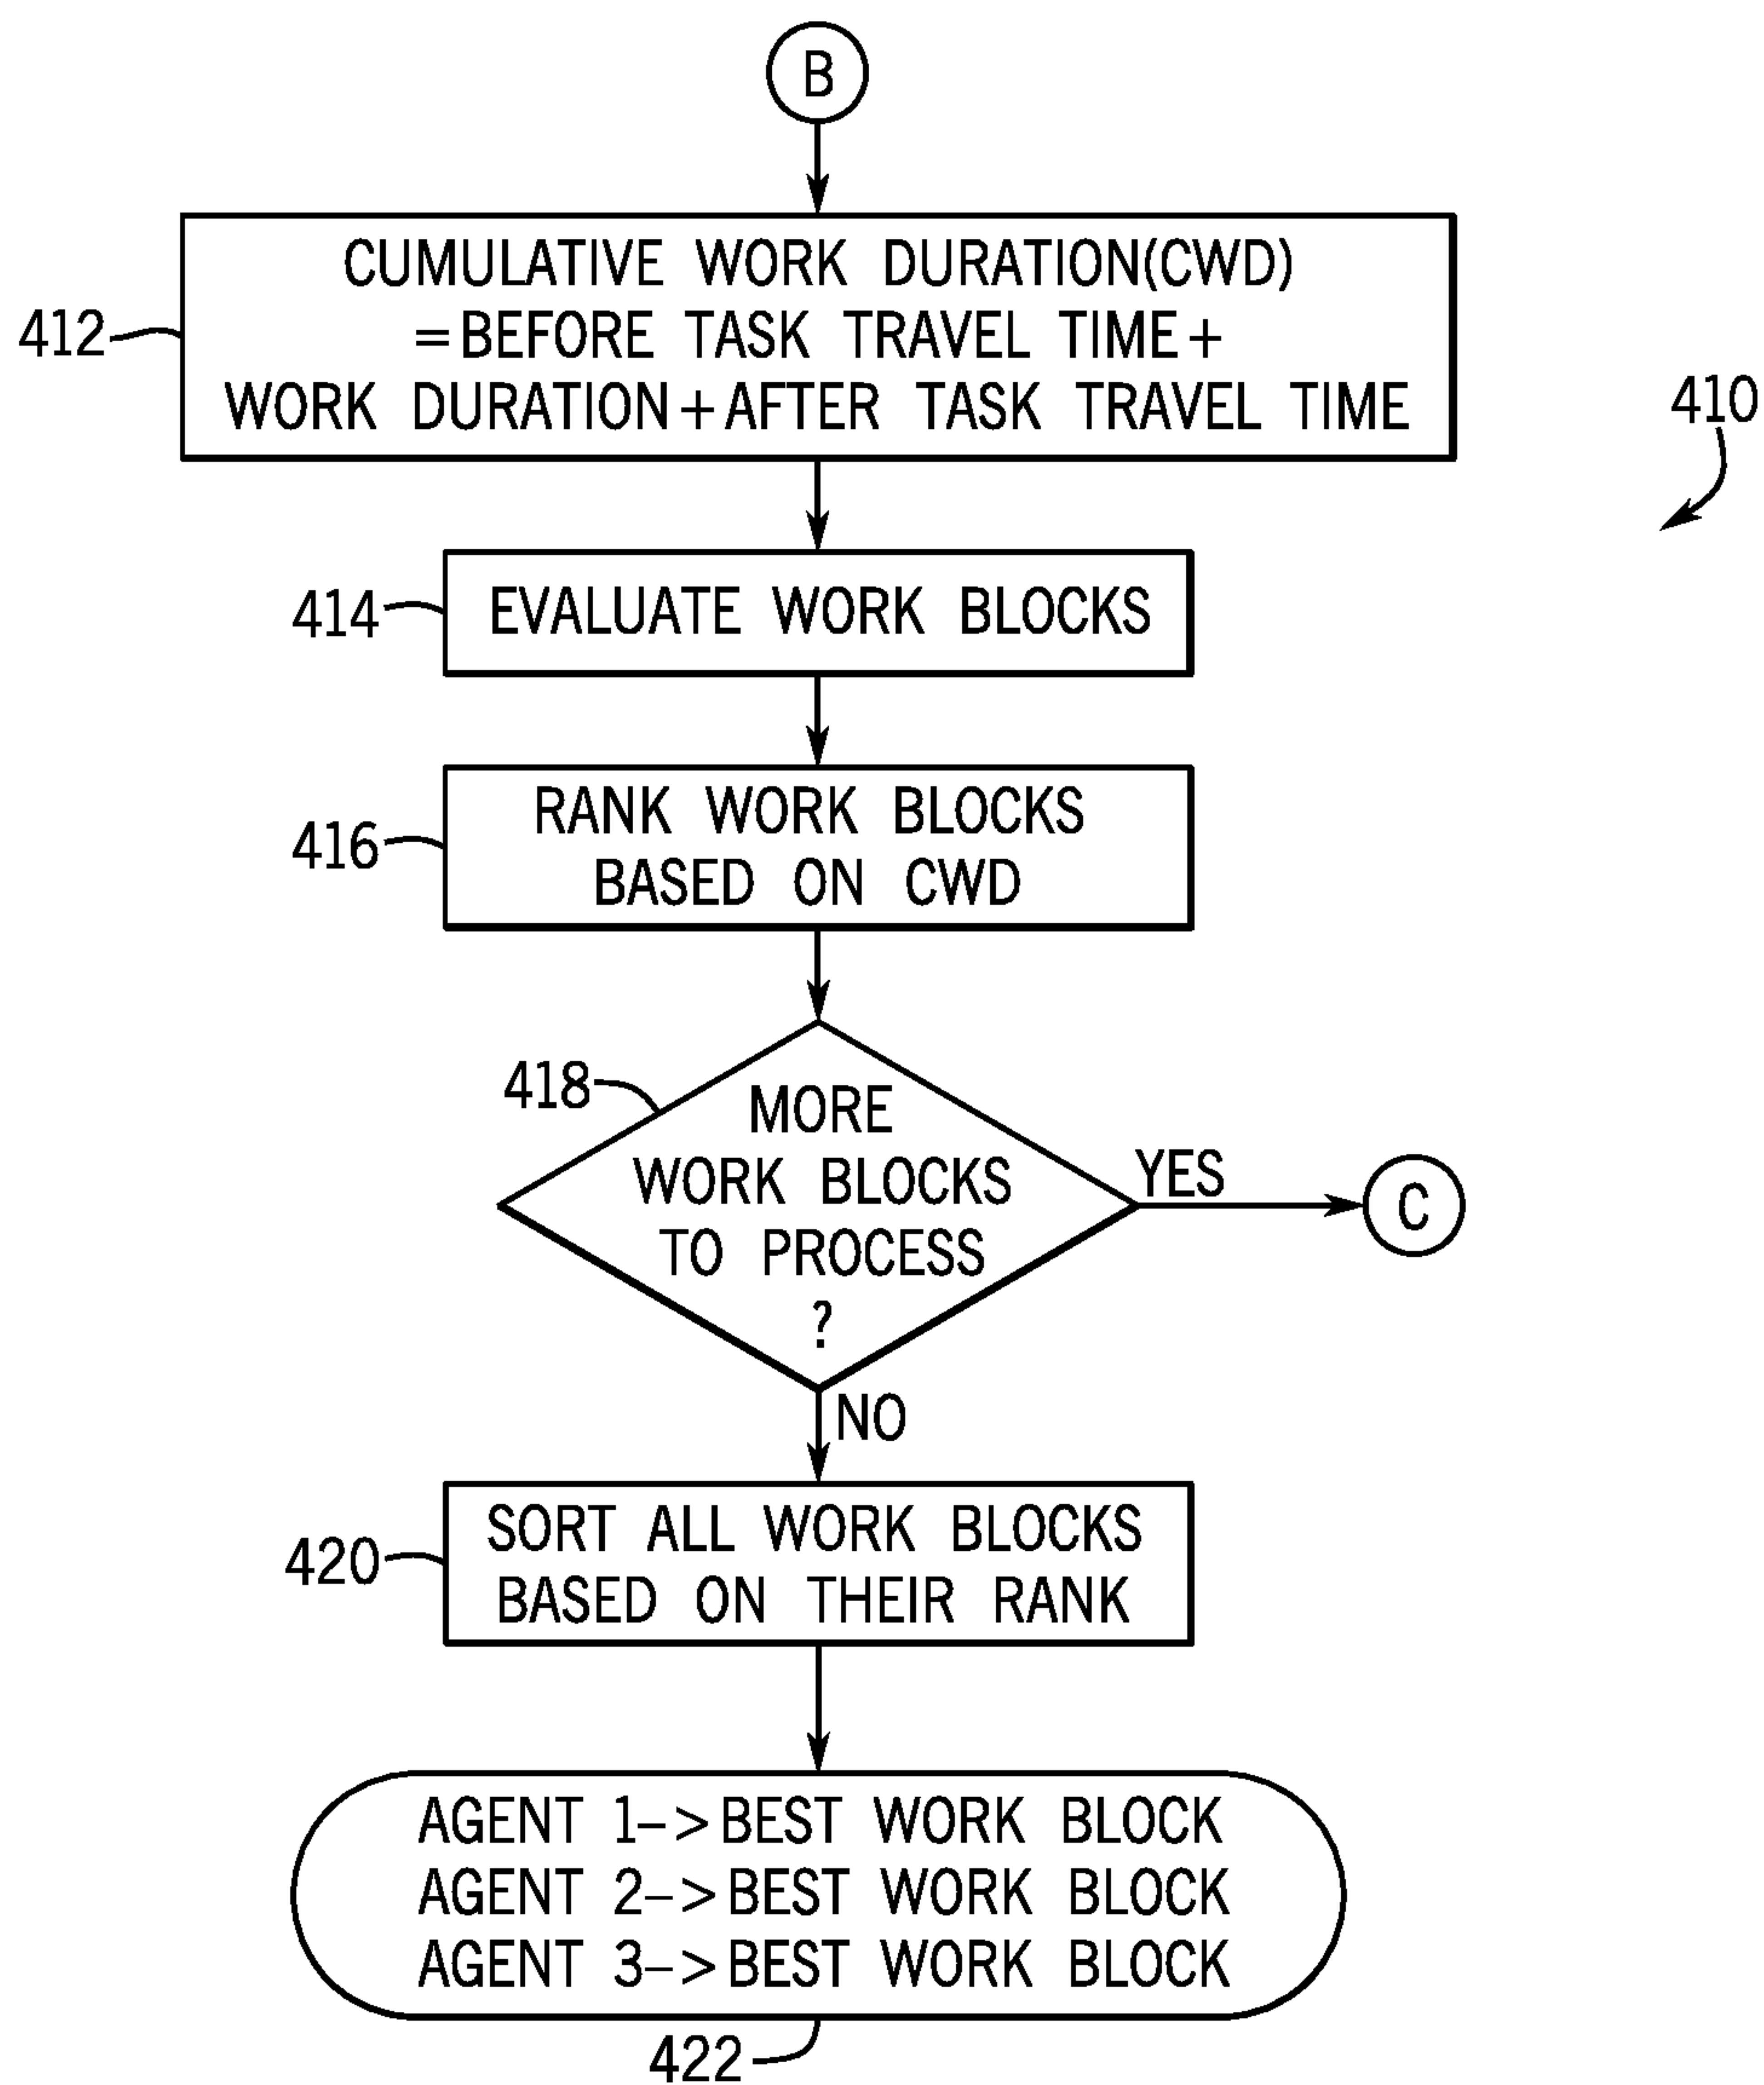 B
CUMULATIVE WORK DURATION(CWD)
=BEFORE TASK TRAVEL TIME+
WORK DURATION+AFTER TASK TRAVEL TIME
412
410
EVALUATE WORK BLOCKS
414
RANK WORK BLOCKS
BASED ON CWD
416
418
MORE
WORK BLOCKS
TO PROCESS
?
YES
C
NO
SORT ALL WORK BLOCKS
BASED ON THEIR RANK
420
AGENT 1–>BEST WORK BLOCK
AGENT 2–>BEST WORK BLOCK
AGENT 3–>BEST WORK BLOCK
422